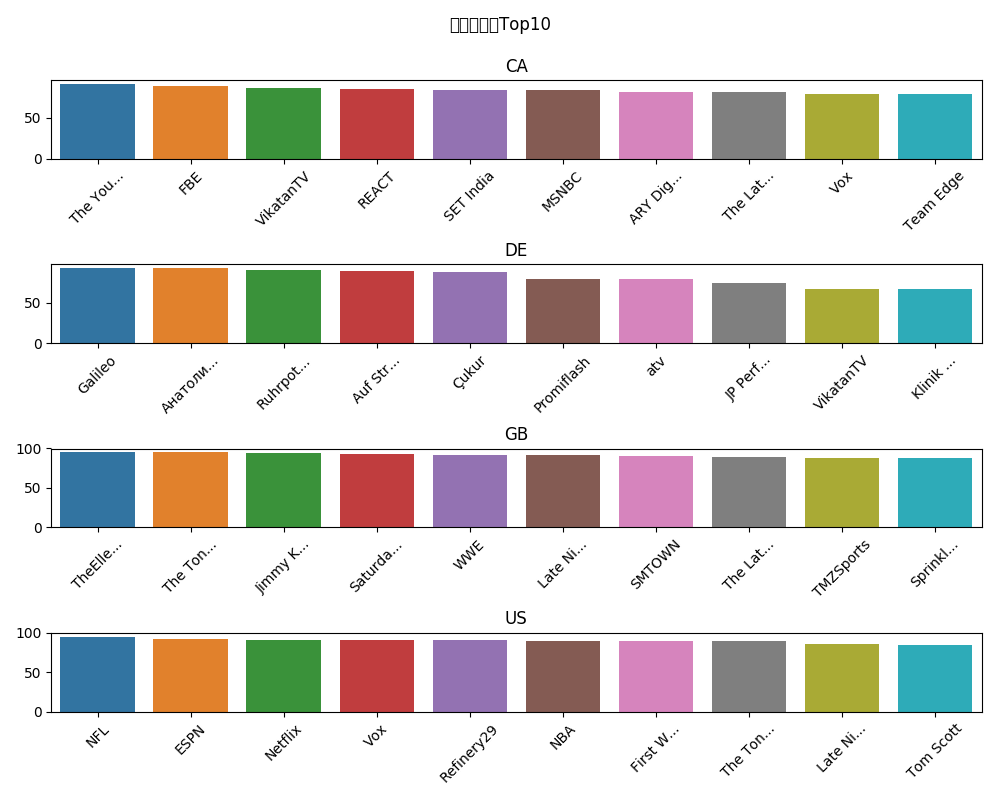 Top10
CA
50
0
The You... FBE VikatanTV REACT SET India MSNBC ARY Dig... The Lat... Vox Team Edge
DE
50
0
Galileo Анатоли... Ruhrpot... Auf Str... Çukur Promiflash atv JP Perf... VikatanTV Klinik ...
GB
100
50
0
TheElle... The Ton... Jimmy K... Saturda... WWE Late Ni... SMTOWN The Lat... TMZSports Sprinkl...
US
100
50
0
NFL ESPN Netflix Vox Refinery29 NBA First W... The Ton... Late Ni... Tom Scott